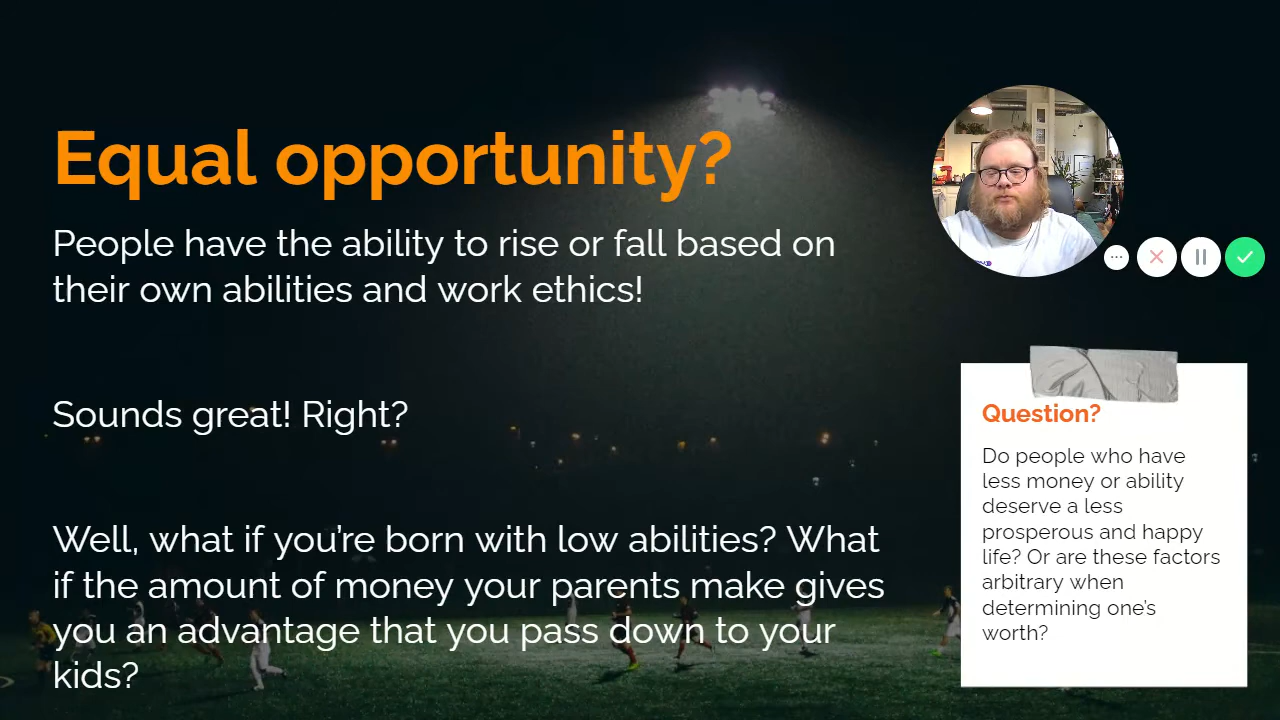 Equal opportunity?
People have the ability to rise or fall based on
their own abilities and work ethics!
Sounds great! Right?
Well, what if you’re born with low abilities? What
if the amount of money your parents make gives
you an advantage that you pass down to your
kids?
Question?
Do people who have
less money or ability
deserve a less
prosperous and happy
life? Or are these factors
arbitrary when
determining one’s
worth?